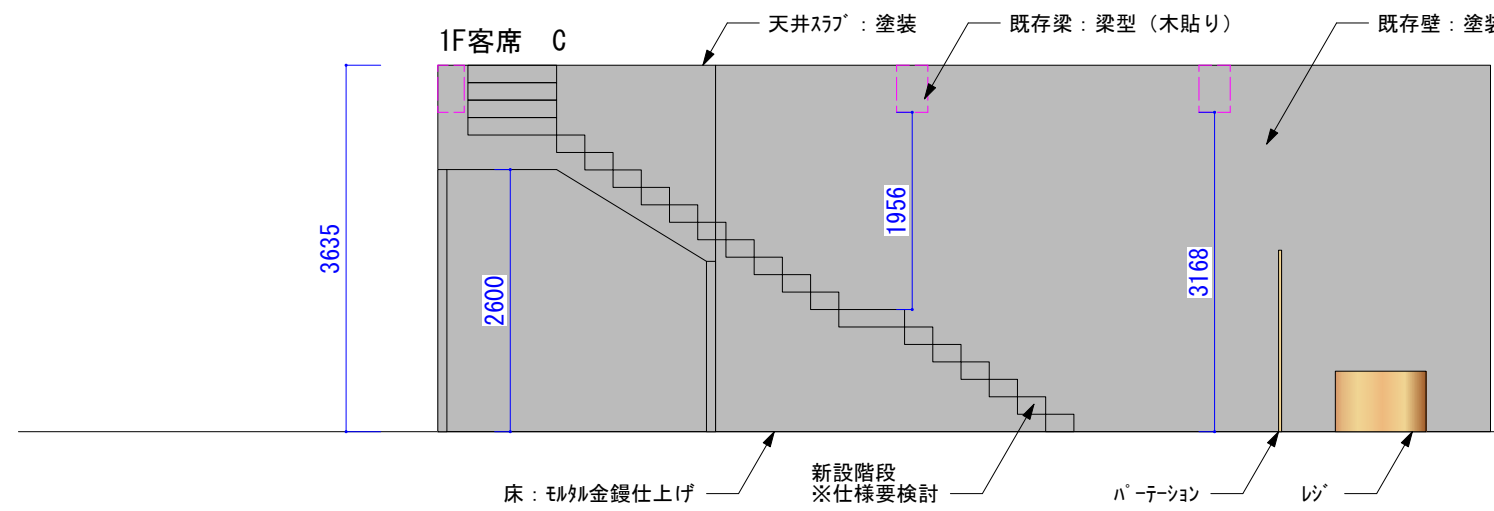 1F客席 C
天井ｽﾗﾌﾞ：塗装
既存梁：梁型（木貼り）
既存壁：塗装
3635
2600
1956
3168
床：ﾓﾙﾀﾙ金鏝仕上げ
新設階段
※仕様要検討
ﾊﾟｰﾃｰｼｮﾝ
ﾚｼﾞ